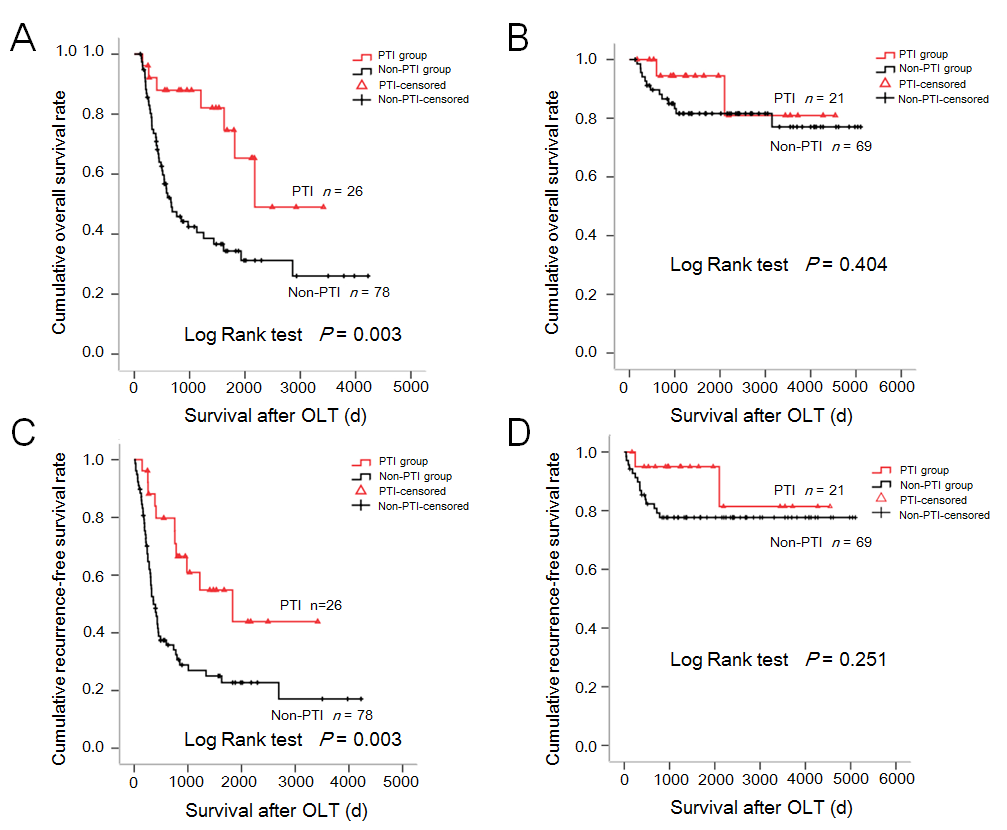 A
Cumulative overall survival rate
1.0
0.8
0.6
0.4
0.2
0.0
PTI group
Non-PTI group
PTI-censored
Non-PTI-censored
PTI n = 26
Non-PTI n = 78
Log Rank test P = 0.003
0 1000 2000 3000 4000 5000
Survival after OLT (d)
B
Cumulative overall survival rate
1.0
0.8
0.6
0.4
0.2
0.0
PTI group
Non-PTI group
PTI-censored
Non-PTI-censored
PTI n = 21
Non-PTI n = 69
Log Rank test P = 0.404
0 1000 2000 3000 4000 5000 6000
Survival after OLT (d)
C
Cumulative recurrence-free survival rate
1.0
0.8
0.6
0.4
0.2
0.0
PTI group
Non-PTI group
PTI-censored
Non-PTI-censored
PTI n=26
Non-PTI n = 78
Log Rank test P = 0.003
0 1000 2000 3000 4000 5000
Survival after OLT (d)
D
Cumulative recurrence-free survival rate
1.0
0.8
0.6
0.4
0.2
0.0
PTI group
Non-PTI group
PTI-censored
Non-PTI-censored
PTI n = 21
Non-PTI n = 69
Log Rank test P = 0.251
0 1000 2000 3000 4000 5000 6000
Survival after OLT (d)